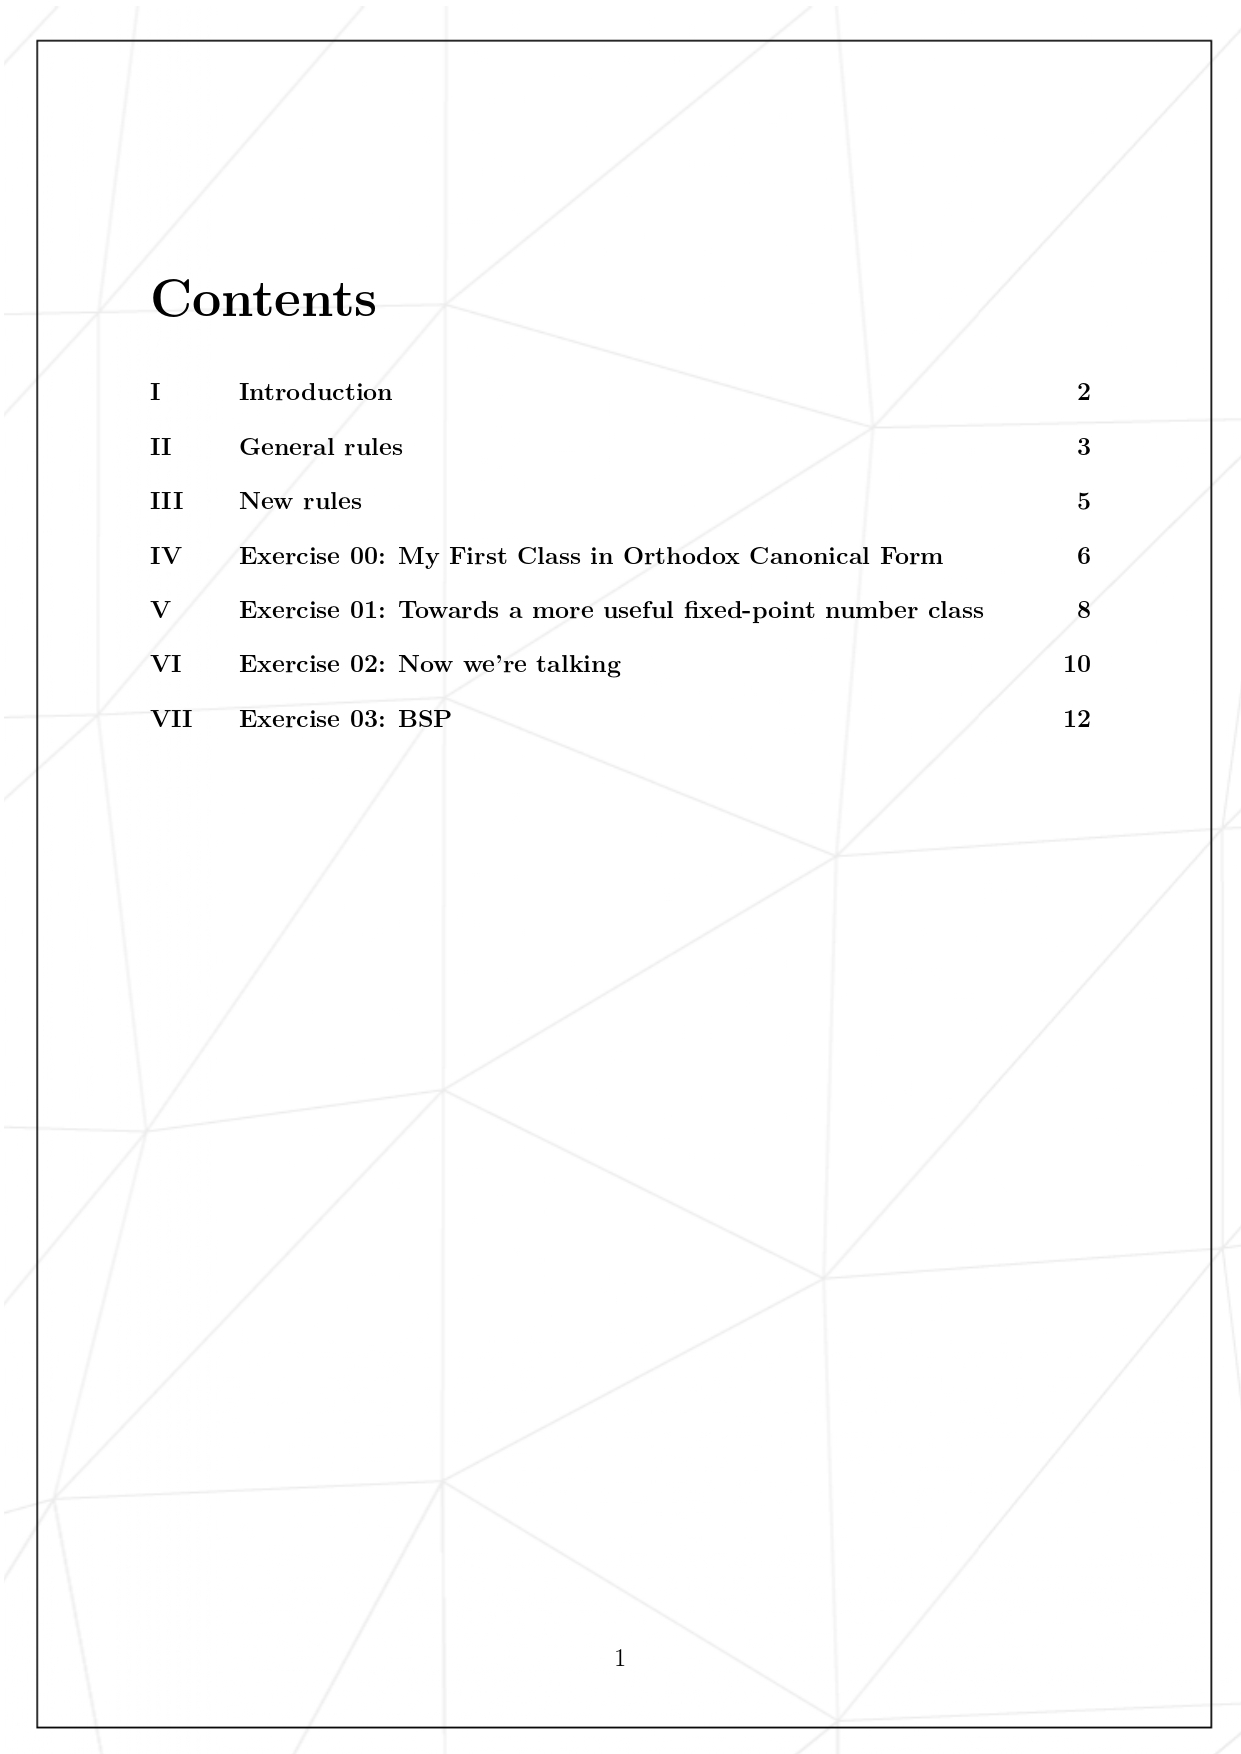 Contents
I Introduction 2
II General rules 3
III New rules 5
IV Exercise 00: My First Class in Orthodox Canonical Form 6
V Exercise 01: Towards a more useful fixed-point number class 8
VI Exercise 02: Now we're talking 10
VII Exercise 03: BSP 12
1